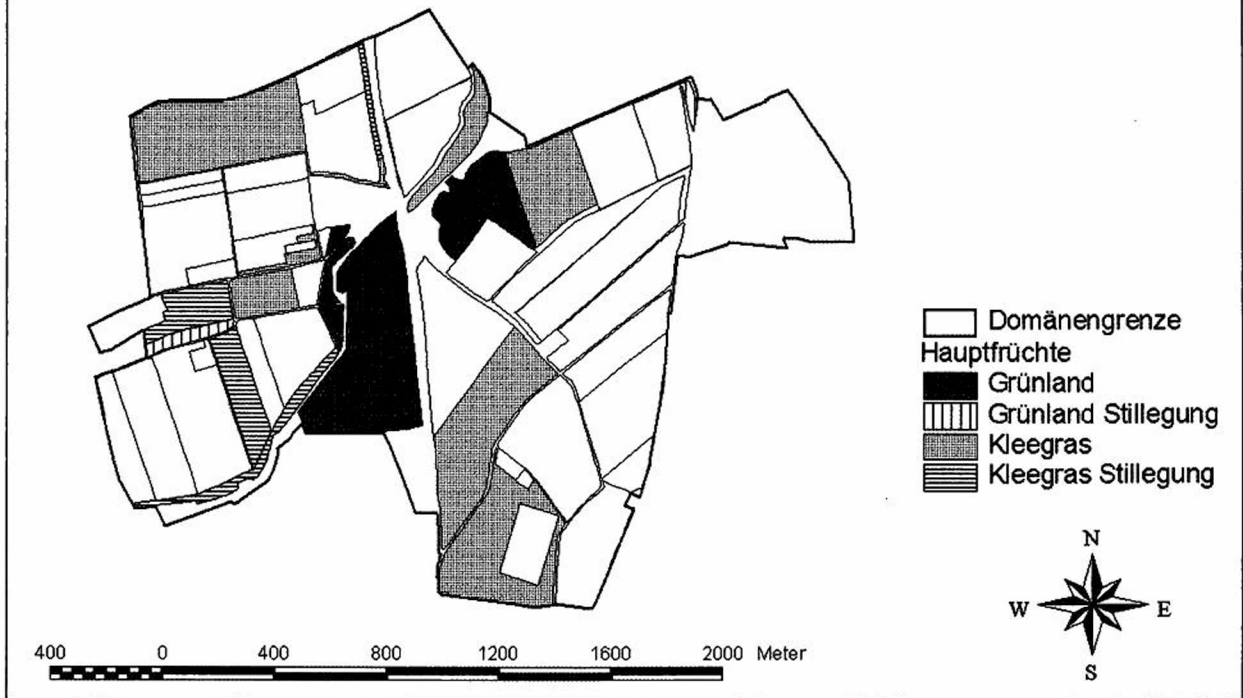 Domänengrenze
Hauptfrüchte
Grünland
Grünland Stillegung
Kleegras
Kleegras Stillegung
N
W E
S
400 0 400 800 1200 1600 2000 Meter